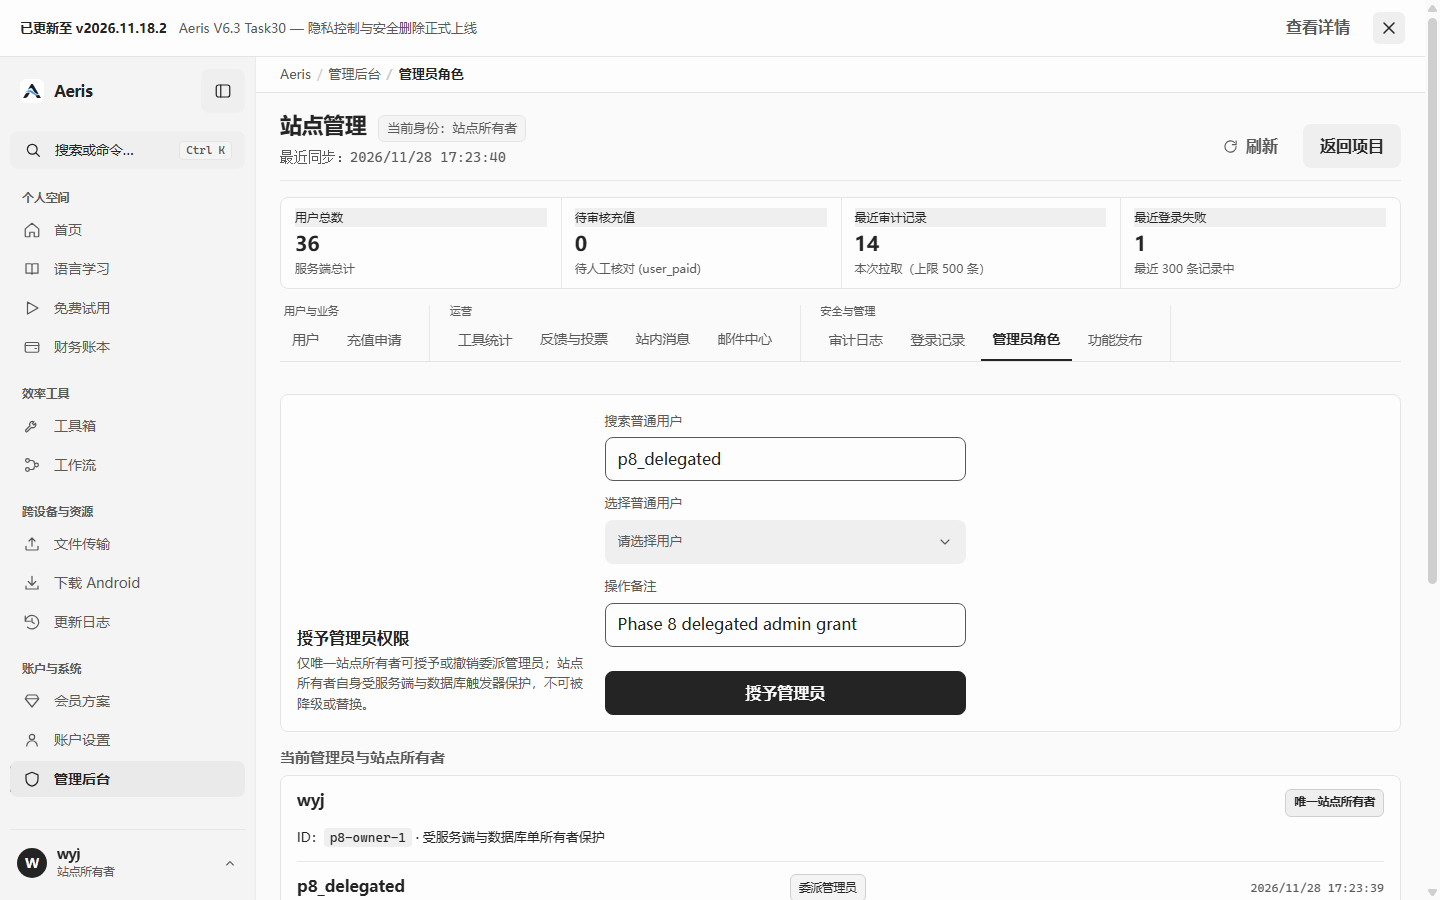 已更新至 v2026.11.18.2 Aeris V6.3 Task30 — 隐私控制与安全删除正式上线
查看详情
Aeris
搜索或命令...
Ctrl K
个人空间
首页
语言学习
免费试用
财务账本
效率工具
工具箱
工作流
跨设备与资源
文件传输
下载 Android
更新日志
账户与系统
会员方案
账户设置
管理后台
W
wyj
站点所有者
Aeris / 管理后台 / 管理员角色
站点管理
当前身份：站点所有者
最近同步：2026/11/28 17:23:40
刷新
返回项目
用户总数
36
服务端总计
待审核充值
0
待人工核对 (user_paid)
最近审计记录
14
本次拉取（上限 500 条）
最近登录失败
1
最近 300 条记录中
用户与业务
用户
充值申请
运营
工具统计
反馈与投票
站内消息
邮件中心
安全与管理
审计日志
登录记录
管理员角色
功能发布
授予管理员权限
仅唯一站点所有者可授予或撤销委派管理员；站点
所有者自身受服务端与数据库触发器保护，不可被
降级或替换。
搜索普通用户
p8_delegated
选择普通用户
请选择用户
操作备注
Phase 8 delegated admin grant
授予管理员
当前管理员与站点所有者
wyj
唯一站点所有者
ID： p8-owner-1 · 受服务端与数据库单所有者保护
p8_delegated
委派管理员
2026/11/28 17:23:39